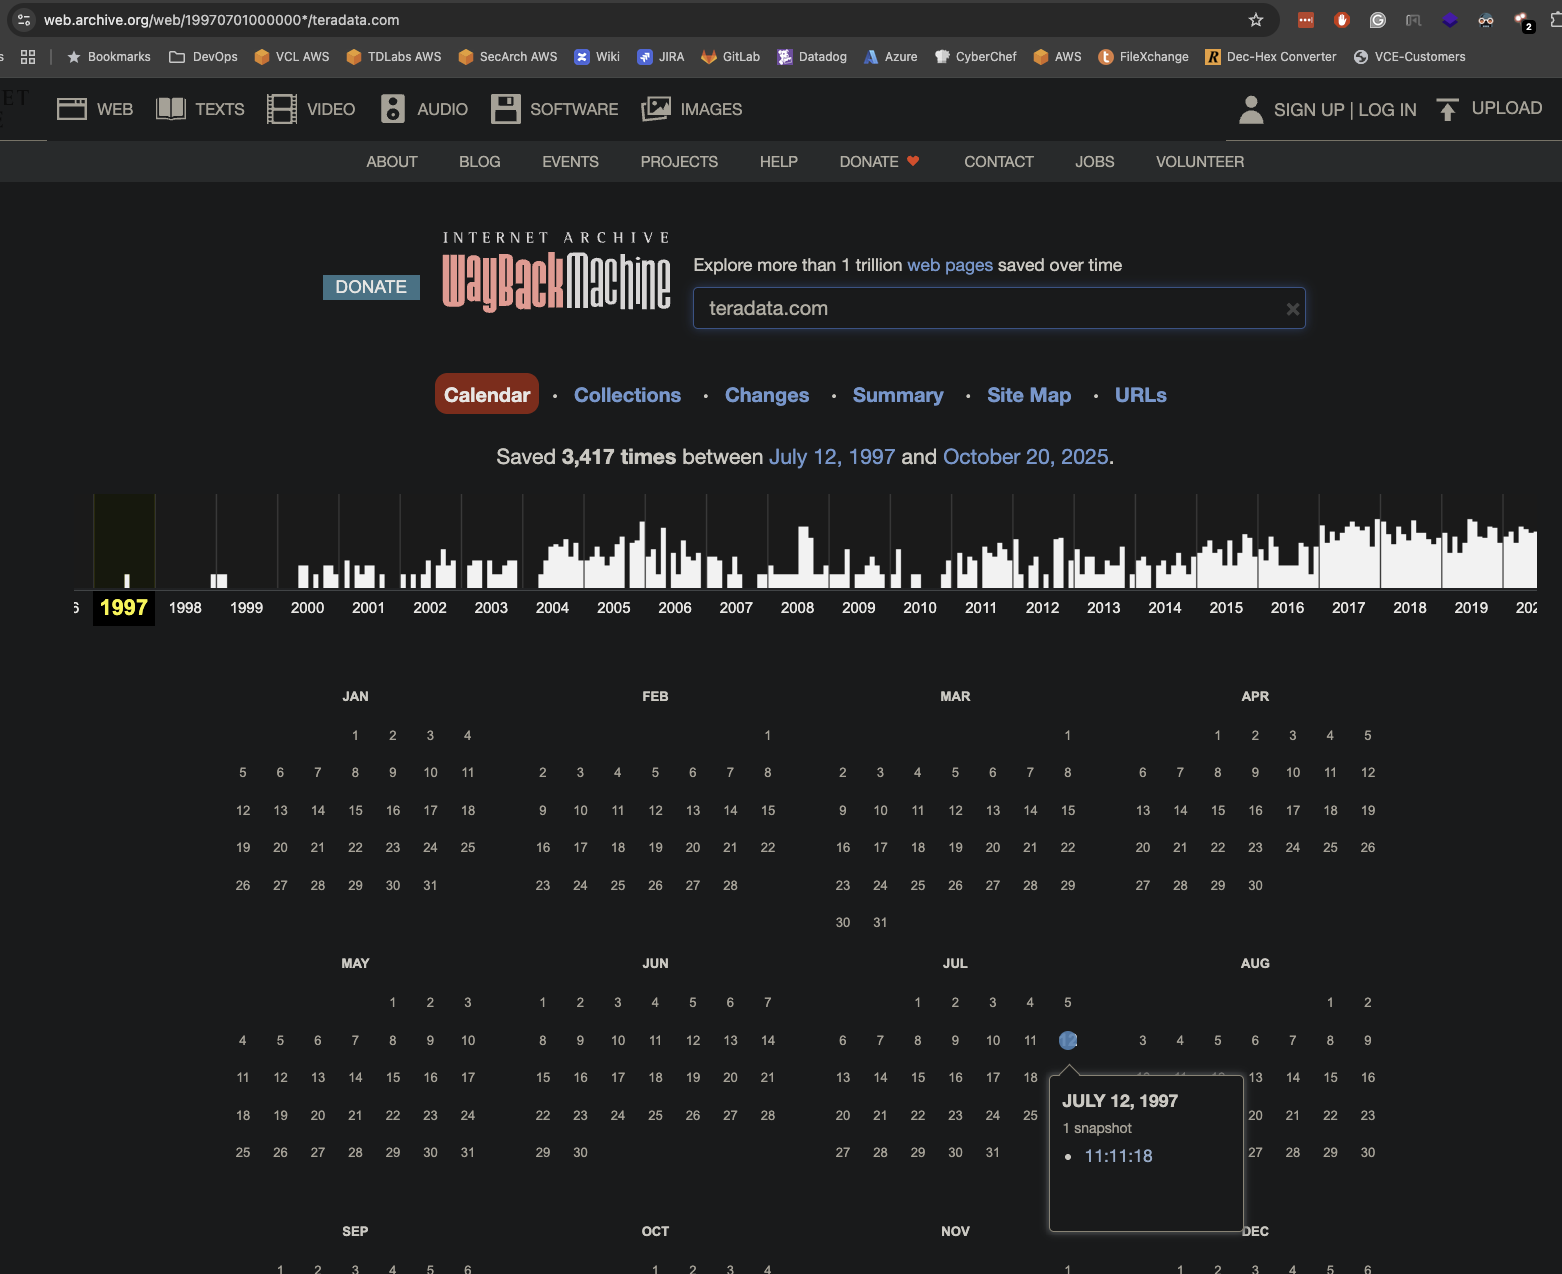 web.archive.org/web/19970701000000*/teradata.com
2
s Bookmarks DevOps VCL AWS TDLabs AWS SecArch AWS Wiki JIRA GitLab Datadog Azure CyberChef AWS FileXchange Dec-Hex Converter VCE-Customers
ET WEB TEXTS VIDEO AUDIO SOFTWARE IMAGES SIGN UP | LOG IN UPLOAD
ABOUT BLOG EVENTS PROJECTS HELP DONATE CONTACT JOBS VOLUNTEER
INTERNET ARCHIVE
DONATE WayBackMachine Explore more than 1 trillion web pages saved over time
teradata.com
Calendar · Collections · Changes · Summary · Site Map · URLs
Saved 3,417 times between July 12, 1997 and October 20, 2025.
6 1997 1998 1999 2000 2001 2002 2003 2004 2005 2006 2007 2008 2009 2010 2011 2012 2013 2014 2015 2016 2017 2018 2019 202
JAN FEB MAR APR
1 2 3 4 1 1 1 2 3 4 5
5 6 7 8 9 10 11 2 3 4 5 6 7 8 2 3 4 5 6 7 8 6 7 8 9 10 11 12
12 13 14 15 16 17 18 9 10 11 12 13 14 15 9 10 11 12 13 14 15 13 14 15 16 17 18 19
19 20 21 22 23 24 25 16 17 18 19 20 21 22 16 17 18 19 20 21 22 20 21 22 23 24 25 26
26 27 28 29 30 31 23 24 25 26 27 28 23 24 25 26 27 28 29 27 28 29 30
30 31
MAY JUN JUL AUG
1 2 3 1 2 3 4 5 6 7 1 2 3 4 5 1 2
4 5 6 7 8 9 10 8 9 10 11 12 13 14 6 7 8 9 10 11 12 3 4 5 6 7 8 9
11 12 13 14 15 16 17 15 16 17 18 19 20 21 13 14 15 16 17 18 13 14 15 16
18 19 20 21 22 23 24 22 23 24 25 26 27 28 20 21 22 23 24 25 20 21 22 23
25 26 27 28 29 30 31 29 30 27 28 29 30 31 27 28 29 30
JULY 12, 1997
1 snapshot
• 11:11:18
SEP OCT NOV DEC
1 2 3 4 5 6 1 2 3 4 1 1 2 3 4 5 6